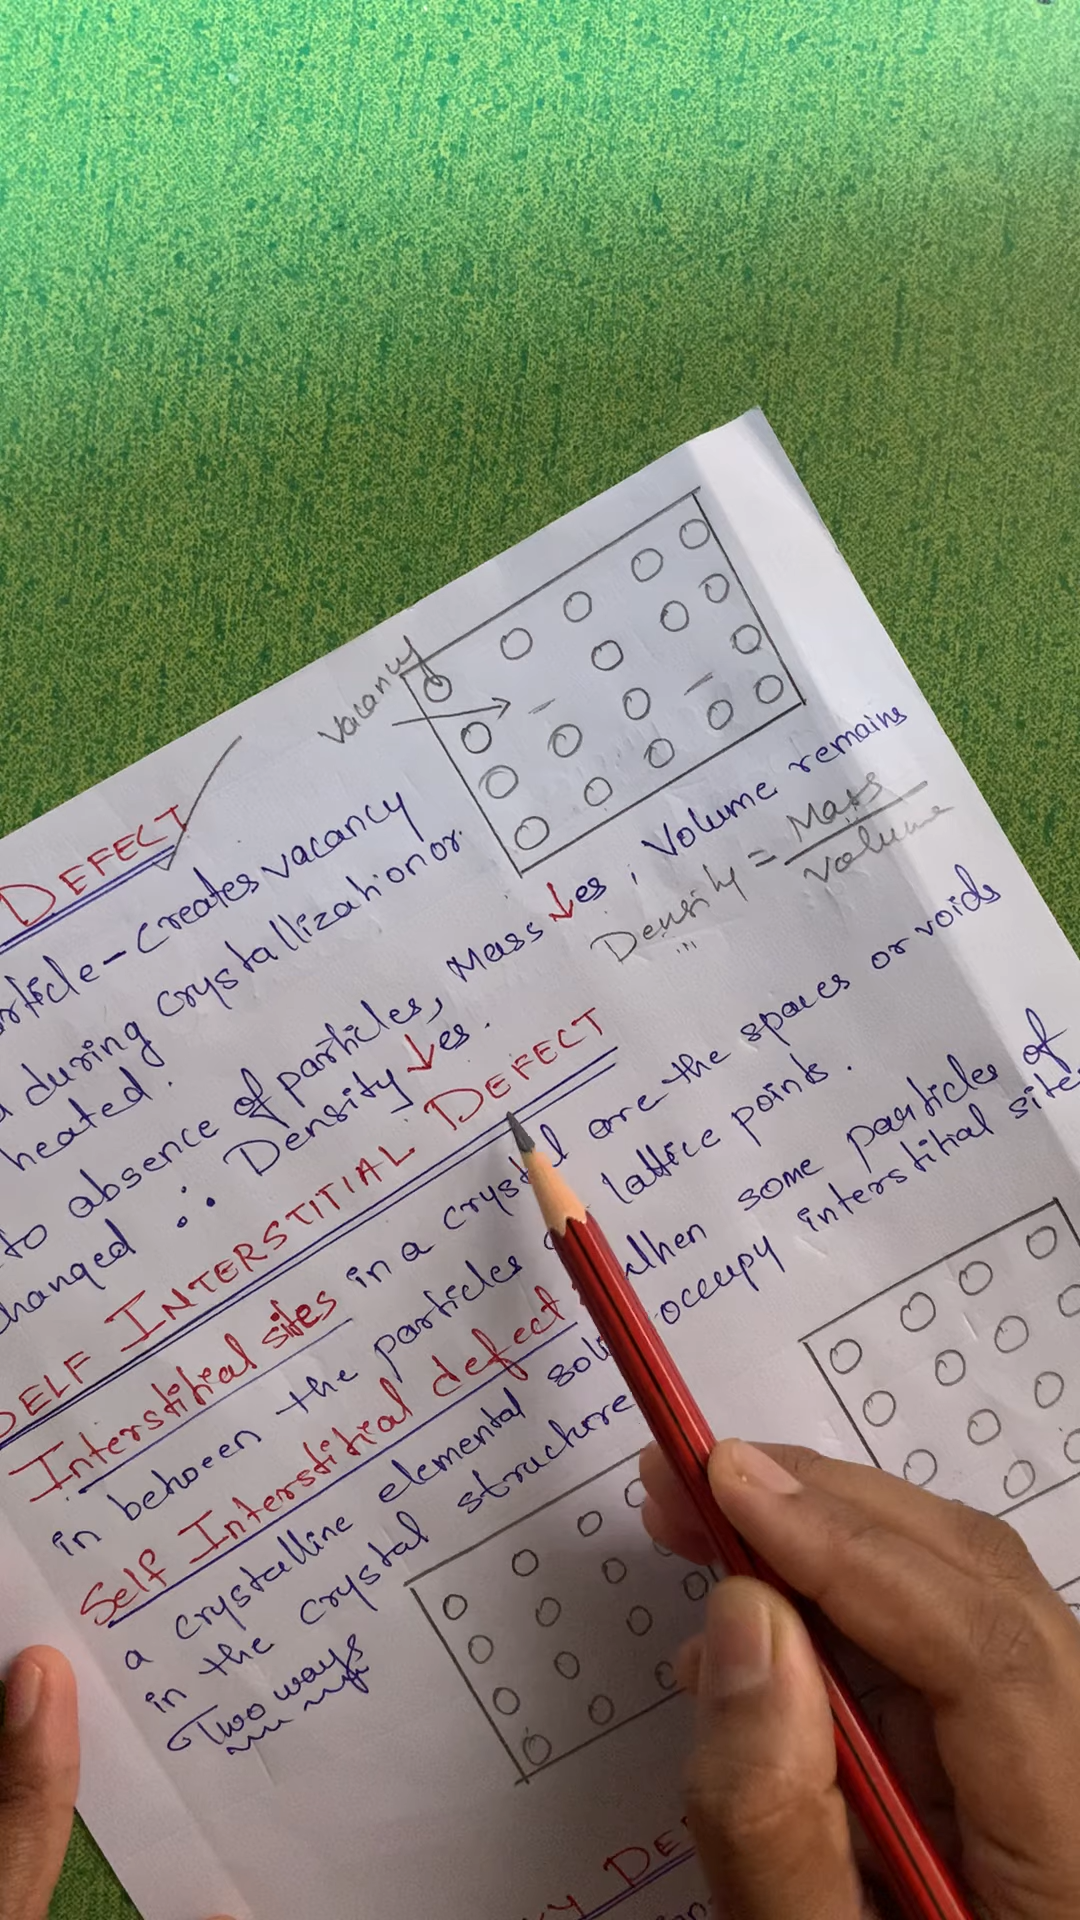 vacancy
DEFECT
Particle - Creates vacancy
during crystallization or
heated.
to absence of particles, Mass ↓es, Volume remains
changed ∴ Density ↓es.
Density = Mass / Volume
SELF INTERSTITIAL DEFECT
Interstitial sites in a crystal are the spaces or voids
in between the particles lattice points.
Self Interstitial defect When some particles of
a crystalline elemental occupy interstitial site
in the crystal structure
Two ways